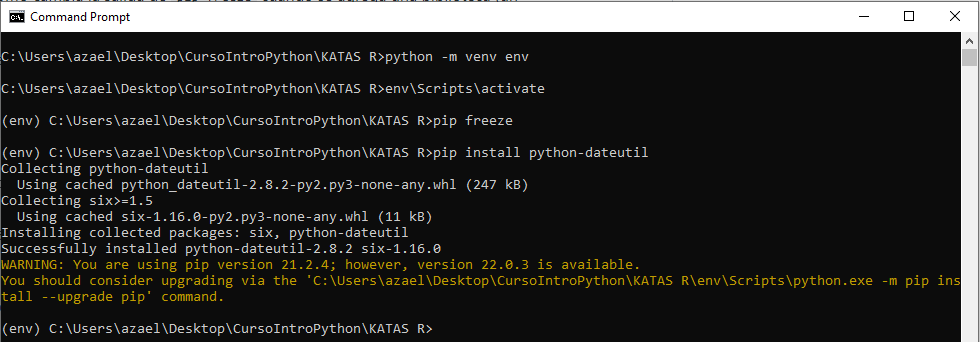 Command Prompt
C:\Users\azael\Desktop\CursoIntroPython\KATAS R>python -m venv env
C:\Users\azael\Desktop\CursoIntroPython\KATAS R>env\Scripts\activate
(env) C:\Users\azael\Desktop\CursoIntroPython\KATAS R>pip freeze
(env) C:\Users\azael\Desktop\CursoIntroPython\KATAS R>pip install python-dateutil
Collecting python-dateutil
  Using cached python_dateutil-2.8.2-py2.py3-none-any.whl (247 kB)
Collecting six>=1.5
  Using cached six-1.16.0-py2.py3-none-any.whl (11 kB)
Installing collected packages: six, python-dateutil
Successfully installed python-dateutil-2.8.2 six-1.16.0
WARNING: You are using pip version 21.2.4; however, version 22.0.3 is available.
You should consider upgrading via the 'C:\Users\azael\Desktop\CursoIntroPython\KATAS R\env\Scripts\python.exe -m pip ins
tall --upgrade pip' command.
(env) C:\Users\azael\Desktop\CursoIntroPython\KATAS R>